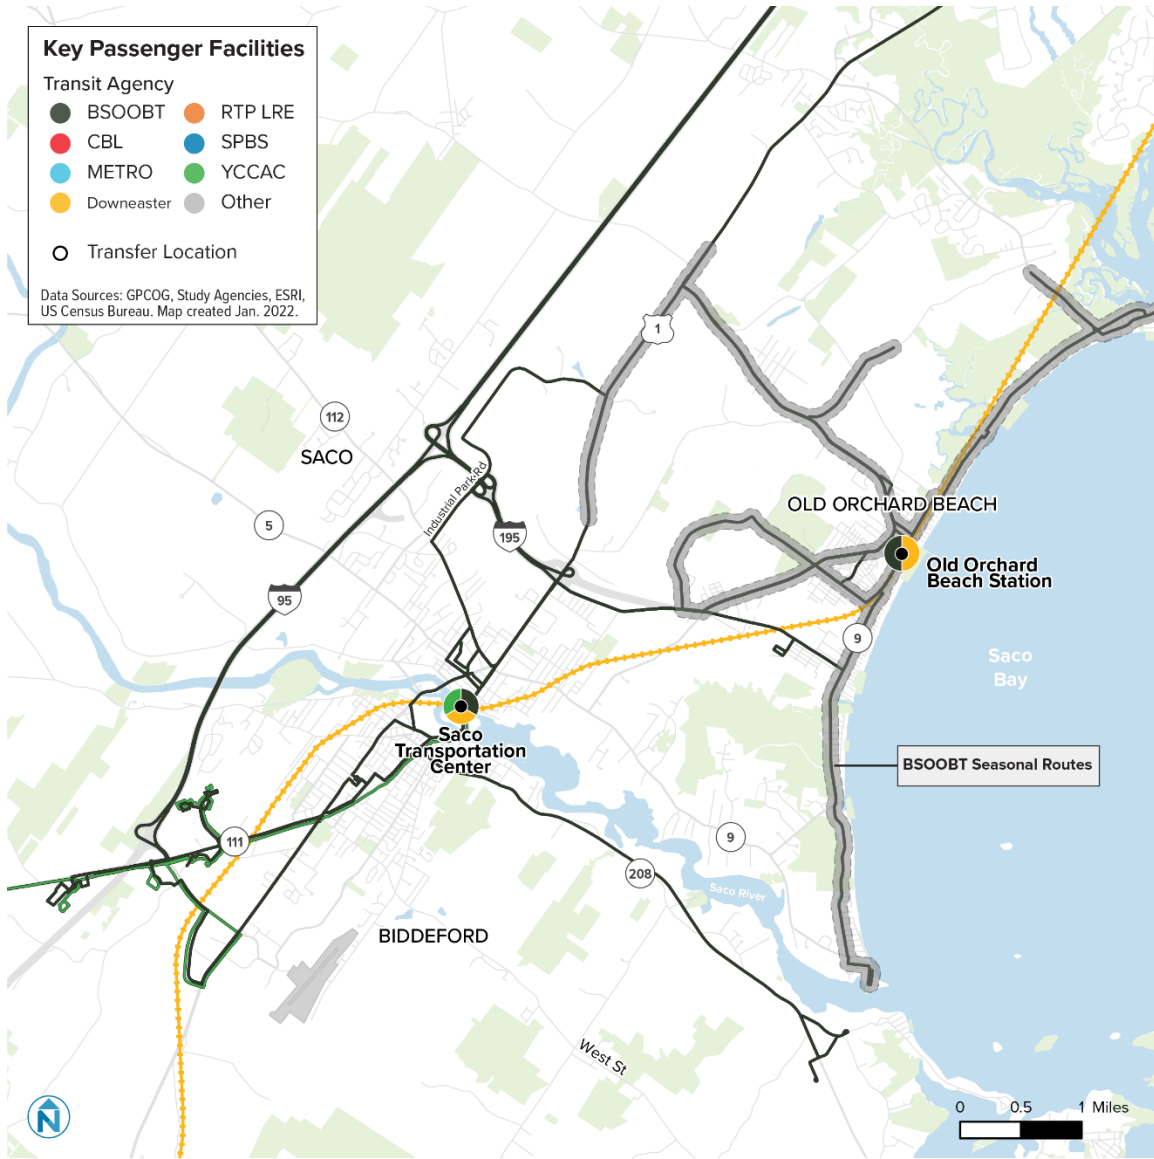 Key Passenger Facilities
Transit Agency
BSOOBT
RTP LRE
CBL
SPBS
METRO
YCCAC
Downeaster
Other
Transfer Location
Data Sources: GPCOG, Study Agencies, ESRI,
US Census Bureau. Map created Jan. 2022.
1
112
SACO
Industrial Park Rd
5
195
OLD ORCHARD BEACH
Old Orchard
Beach Station
95
9
Saco
Bay
Saco
Transportation
Center
BSOOBT Seasonal Routes
111
9
208
Saco River
BIDDEFORD
West St
N
0 0.5 1 Miles